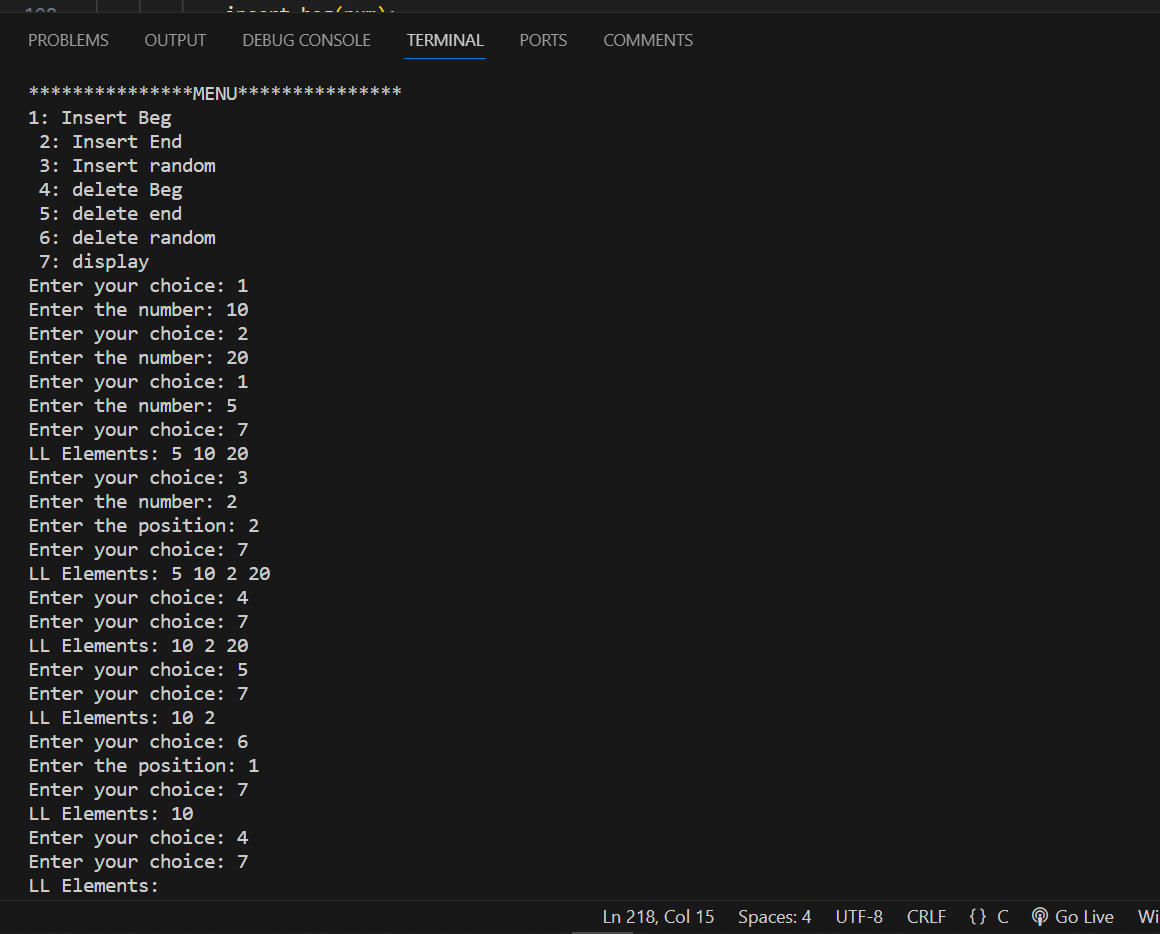 PROBLEMS OUTPUT DEBUG CONSOLE TERMINAL PORTS COMMENTS
***************MENU***************
1: Insert Beg
2: Insert End
3: Insert random
4: delete Beg
5: delete end
6: delete random
7: display
Enter your choice: 1
Enter the number: 10
Enter your choice: 2
Enter the number: 20
Enter your choice: 1
Enter the number: 5
Enter your choice: 7
LL Elements: 5 10 20
Enter your choice: 3
Enter the number: 2
Enter the position: 2
Enter your choice: 7
LL Elements: 5 10 2 20
Enter your choice: 4
Enter your choice: 7
LL Elements: 10 2 20
Enter your choice: 5
Enter your choice: 7
LL Elements: 10 2
Enter your choice: 6
Enter the position: 1
Enter your choice: 7
LL Elements: 10
Enter your choice: 4
Enter your choice: 7
LL Elements:
Ln 218, Col 15 Spaces: 4 UTF-8 CRLF {} C Go Live